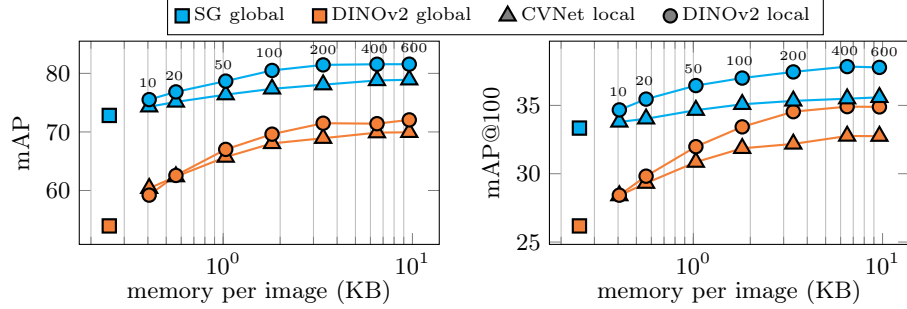 SG global DINOv2 global CVNet local DINOv2 local
10 20 50 100 200 400 600
80
70
60
mAP
10^0 10^1
memory per image (KB)
10 20 50 100 200 400 600
35
30
25
mAP@100
10^0 10^1
memory per image (KB)